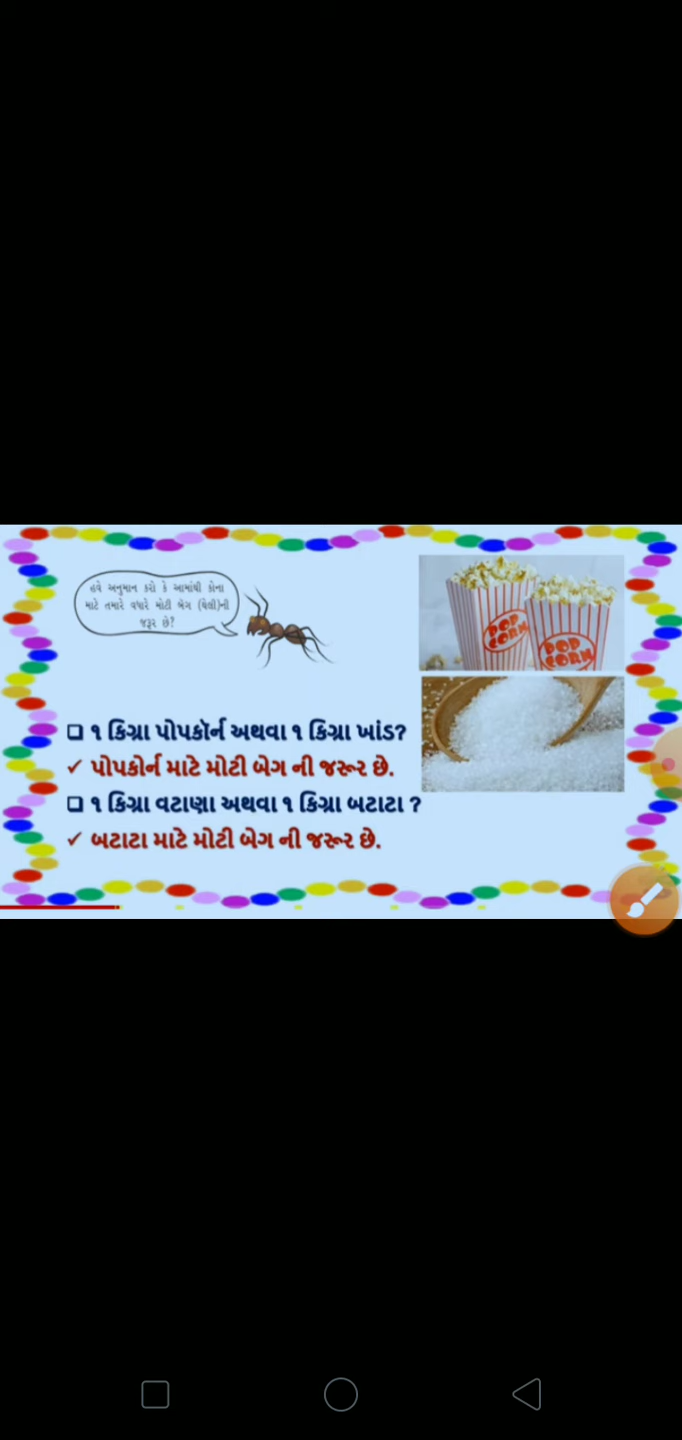 હવે અનુમાન કરો કે આમાંથી કોના
માટે તમારે વધારે મોટી બેગ (થેલી)ની
જરૂર છે?
POP
CORN
POP
CORN
❑ ૧ કિગ્રા પોપકૉર્ન અથવા ૧ કિગ્રા ખાંડ?
✓ પોપકોર્ન માટે મોટી બેગ ની જરૂર છે.
❑ ૧ કિગ્રા વટાણા અથવા ૧ કિગ્રા બટાટા ?
✓ બટાટા માટે મોટી બેગ ની જરૂર છે.